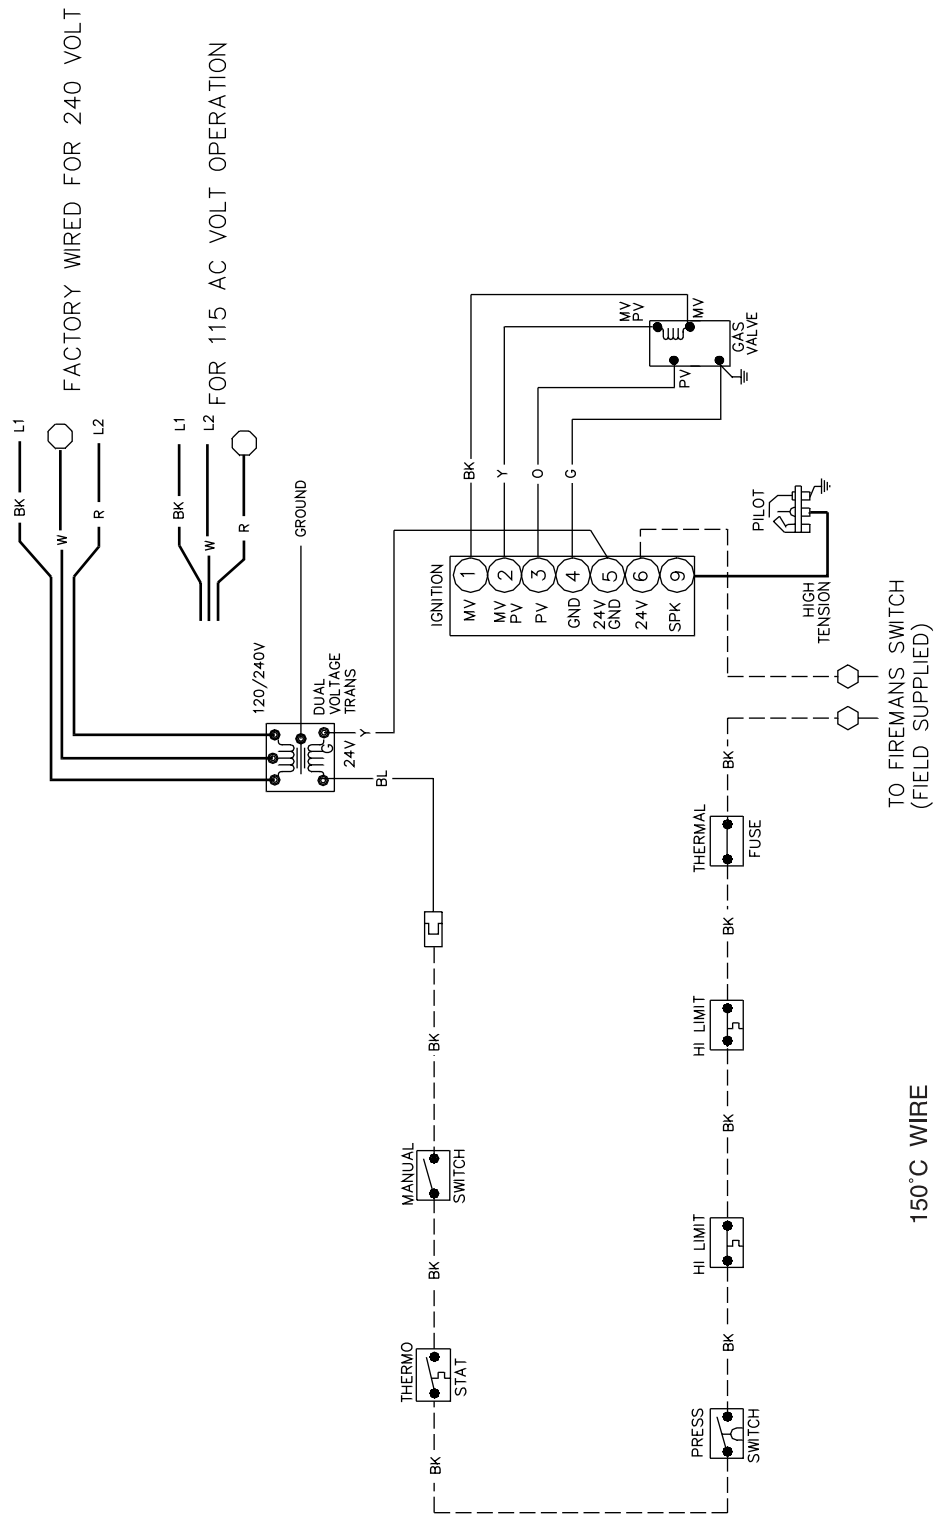 L1
BK
FACTORY WIRED FOR 240 VOLT
W
R
L2
L1
BK
FOR 115 AC VOLT OPERATION
L2
W
R
GROUND
120/240V
DUAL
VOLTAGE
TRANS
G
24V
Y
BL
IGNITION
1
MV
2
MV
PV
3
PV
4
GND
5
24V
GND
6
24V
9
SPK
BK
Y
O
G
MV
PV
MV
PV
GAS
VALVE
PILOT
HIGH
TENSION
TO FIREMANS SWITCH
(FIELD SUPPLIED)
BK
MANUAL
SWITCH
BK
THERMO
STAT
BK
PRESS
SWITCH
BK
HI LIMIT
BK
HI LIMIT
BK
THERMAL
FUSE
BK
150°C WIRE